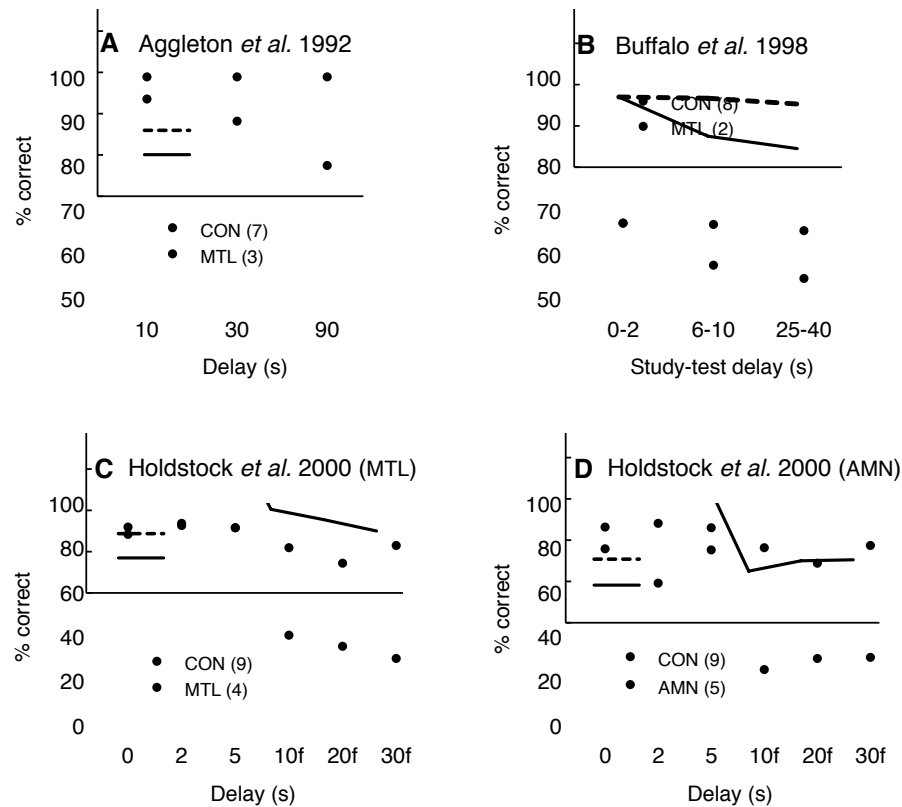 A Aggleton et al. 1992
% correct
100
90
80
70
60
50
CON (7)
MTL (3)
10 30 90
Delay (s)
B Buffalo et al. 1998
% correct
100
90
80
70
60
50
CON (8)
MTL (2)
0-2 6-10 25-40
Study-test delay (s)
C Holdstock et al. 2000 (MTL)
% correct
100
80
60
40
20
0
CON (9)
MTL (4)
0 2 5 10f 20f 30f
Delay (s)
D Holdstock et al. 2000 (AMN)
% correct
100
80
60
40
20
0
CON (9)
AMN (5)
0 2 5 10f 20f 30f
Delay (s)